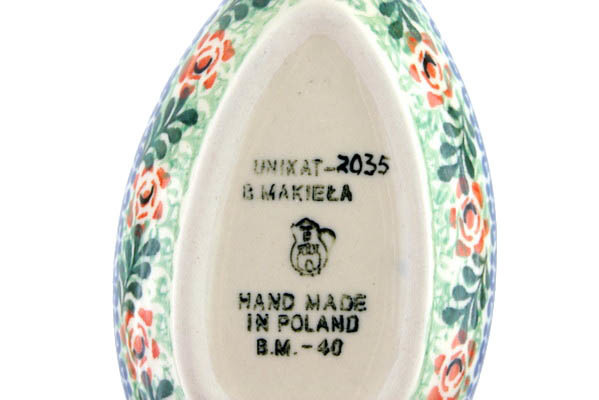 UNIKAT-2035
B.MAKIEŁA
HAND MADE
IN POLAND
B.M.-40